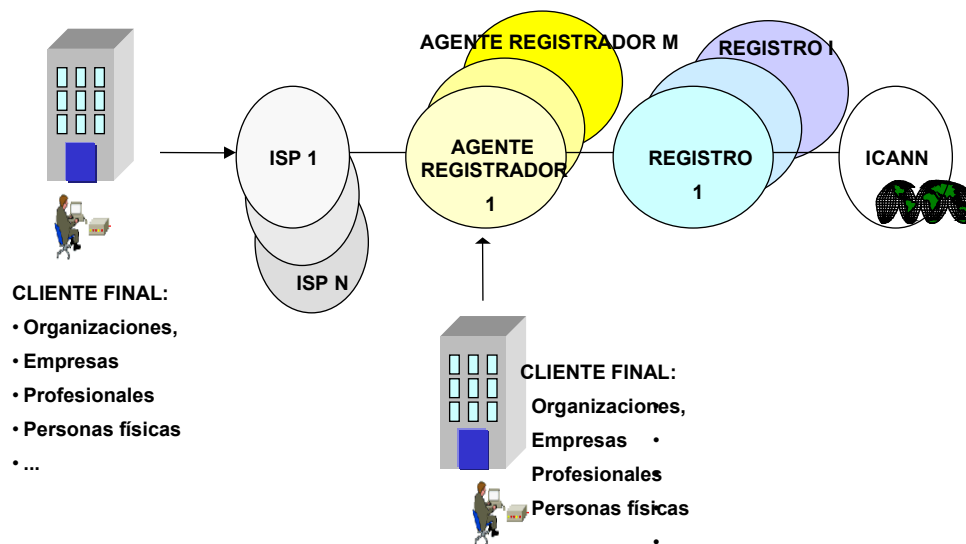 AGENTE REGISTRADOR M
REGISTRO I
ISP 1
AGENTE
REGISTRADOR
1
REGISTRO
1
ICANN
ISP N
CLIENTE FINAL:
• Organizaciones,
• Empresas
• Profesionales
• Personas físicas
• ...
CLIENTE FINAL:
Organizaciones,
Empresas •
Profesionales
Personas físicas
•